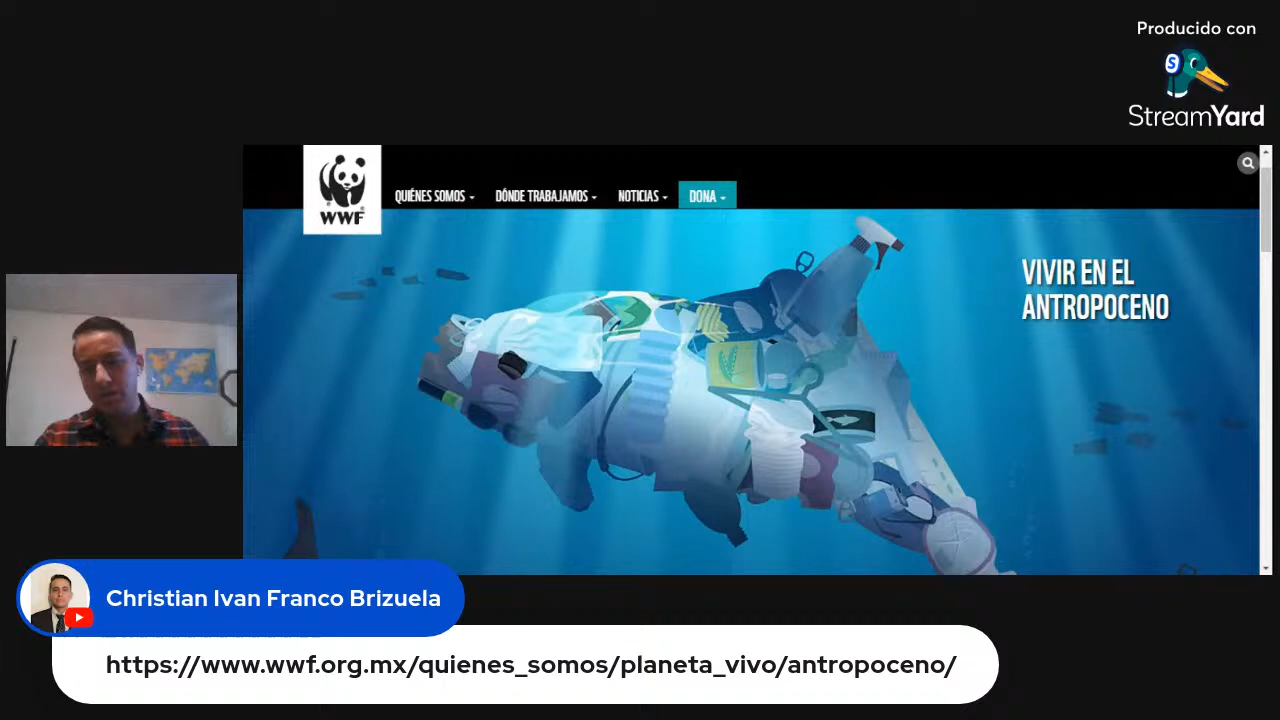 Producido con
StreamYard
WWF
QUIÉNES SOMOS
DÓNDE TRABAJAMOS
NOTICIAS
DONA
VIVIR EN EL
ANTROPOCENO
Christian Ivan Franco Brizuela
https://www.wwf.org.mx/quienes_somos/planeta_vivo/antropoceno/